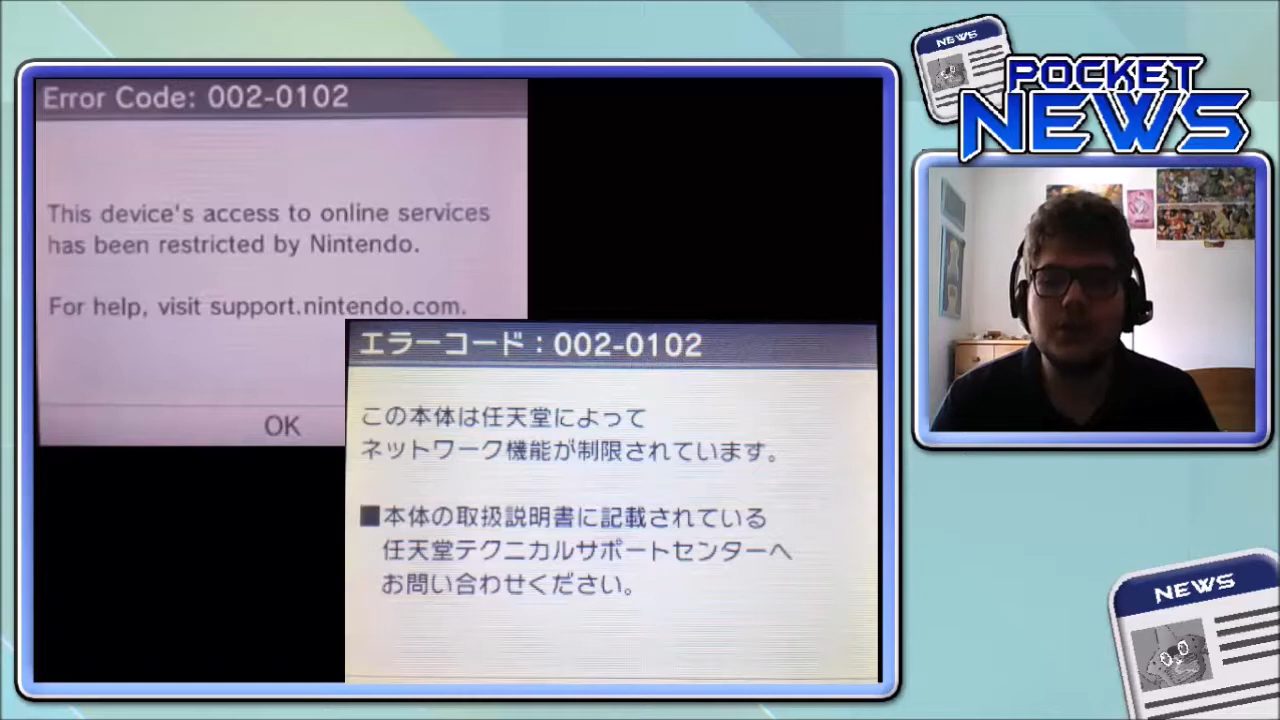 Error Code: 002-0102
This device's access to online services
has been restricted by Nintendo.
For help, visit support.nintendo.com.
OK
エラーコード：002-0102
この本体は任天堂によって
ネットワーク機能が制限されています。
■本体の取扱説明書に記載されている
任天堂テクニカルサポートセンターへ
お問い合わせください。
NEWS
POCKET
NEWS
NEWS